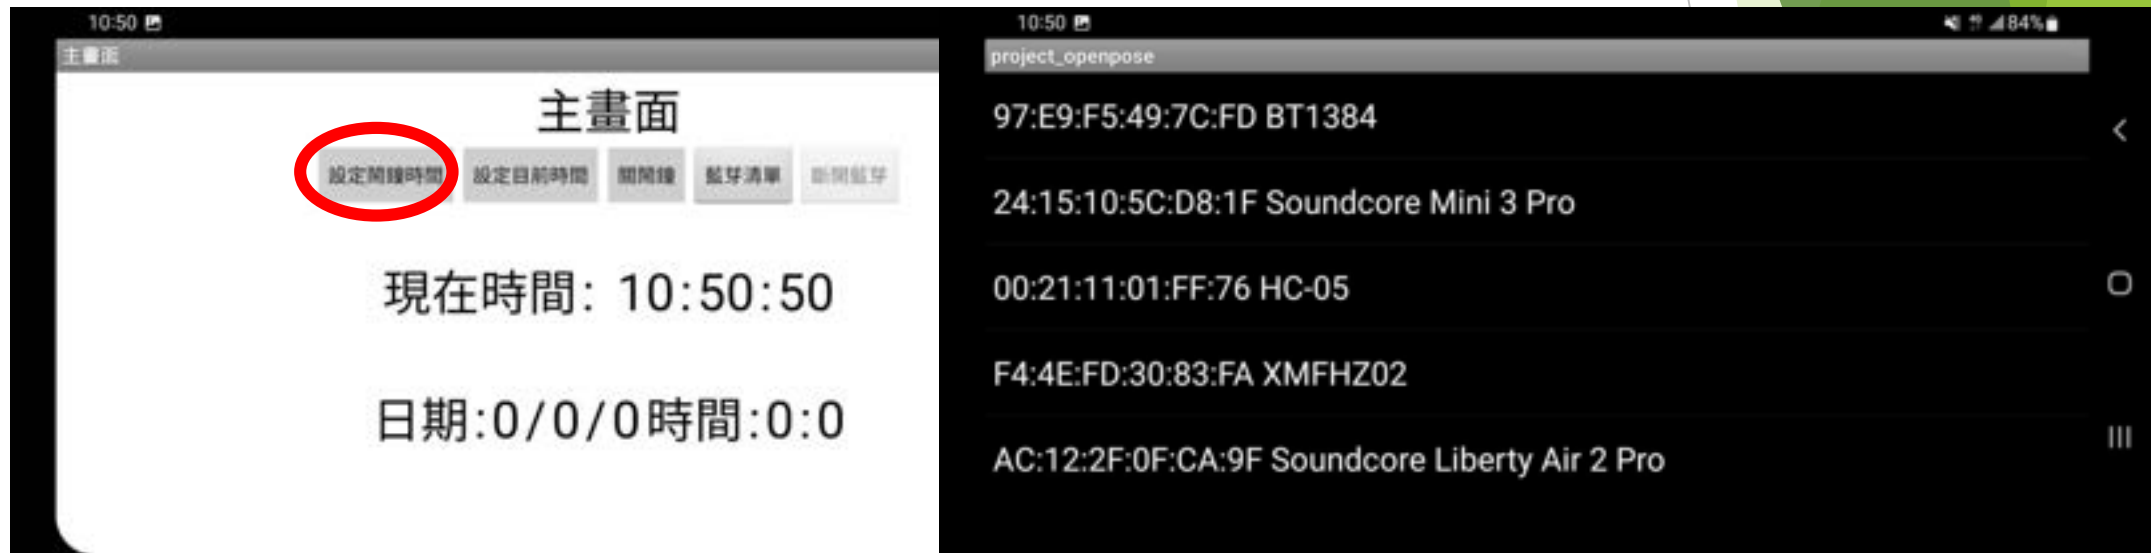 10:50
主畫面
主畫面
設定鬧鐘時間 設定目前時間 關鬧鐘 藍芽清單 斷開藍芽
現在時間: 10:50:50
日期:0/0/0時間:0:0
10:50 84%
project_openpose
97:E9:F5:49:7C:FD BT1384
24:15:10:5C:D8:1F Soundcore Mini 3 Pro
00:21:11:01:FF:76 HC-05
F4:4E:FD:30:83:FA XMFHZ02
AC:12:2F:0F:CA:9F Soundcore Liberty Air 2 Pro